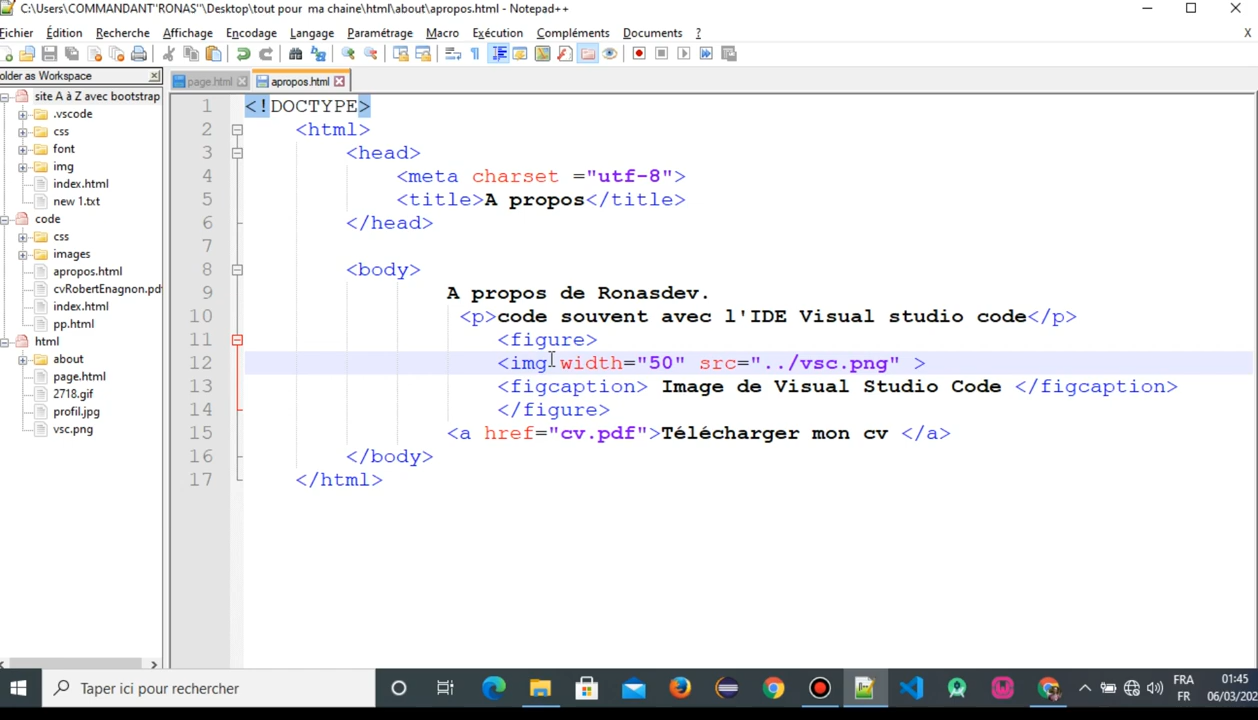 C:\Users\COMMANDANT"RONAS"\Desktop\tout pour ma chaine\html\about\apropos.html - Notepad++
Fichier Édition Recherche Affichage Encodage Langage Paramétrage Macro Exécution Compléments Documents ? X
older as Workspace
page.html apropos.html
site A à Z avec bootstrap
.vscode
css
font
img
index.html
new 1.txt
code
css
images
apropos.html
cvRobertEnagnon.pd
index.html
pp.html
html
about
page.html
2718.gif
profil.jpg
vsc.png
1 <!DOCTYPE>
2 <html>
3 <head>
4 <meta charset ="utf-8">
5 <title>A propos</title>
6 </head>
7
8 <body>
9 A propos de Ronasdev.
10 <p>code souvent avec l'IDE Visual studio code</p>
11 <figure>
12 <img width="50" src="../vsc.png" >
13 <figcaption> Image de Visual Studio Code </figcaption>
14 </figure>
15 <a href="cv.pdf">Télécharger mon cv </a>
16 </body>
17 </html>
Taper ici pour rechercher
FRA 01:45
FR 06/03/202